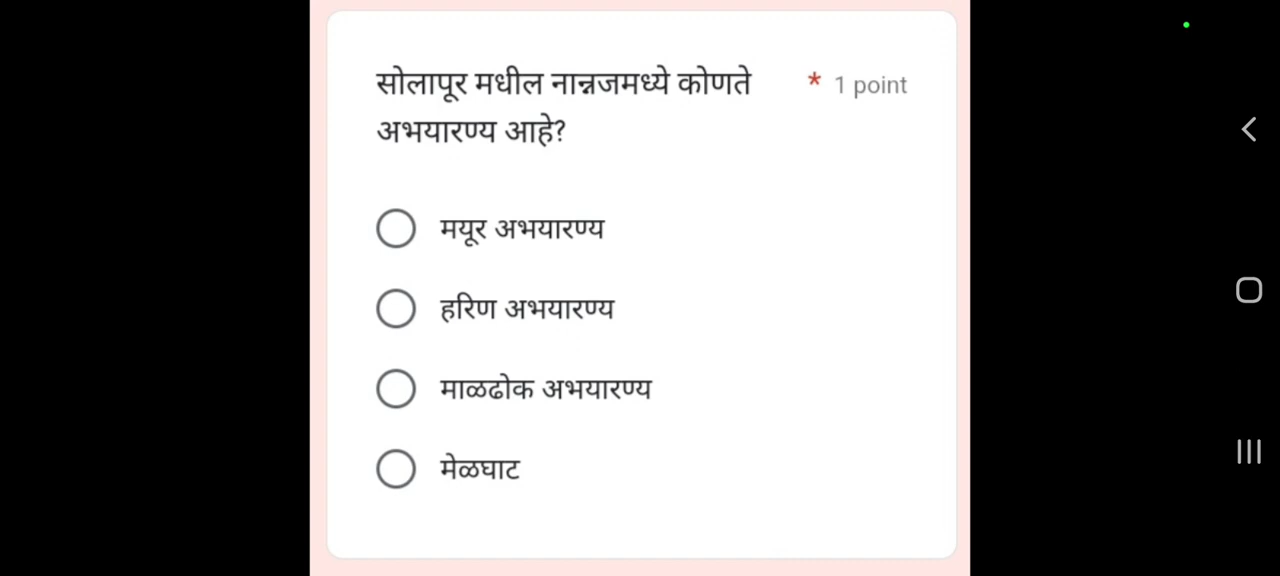 सोलापूर मधील नान्नजमध्ये कोणते * 1 point
अभयारण्य आहे?
मयूर अभयारण्य
हरिण अभयारण्य
माळढोक अभयारण्य
मेळघाट